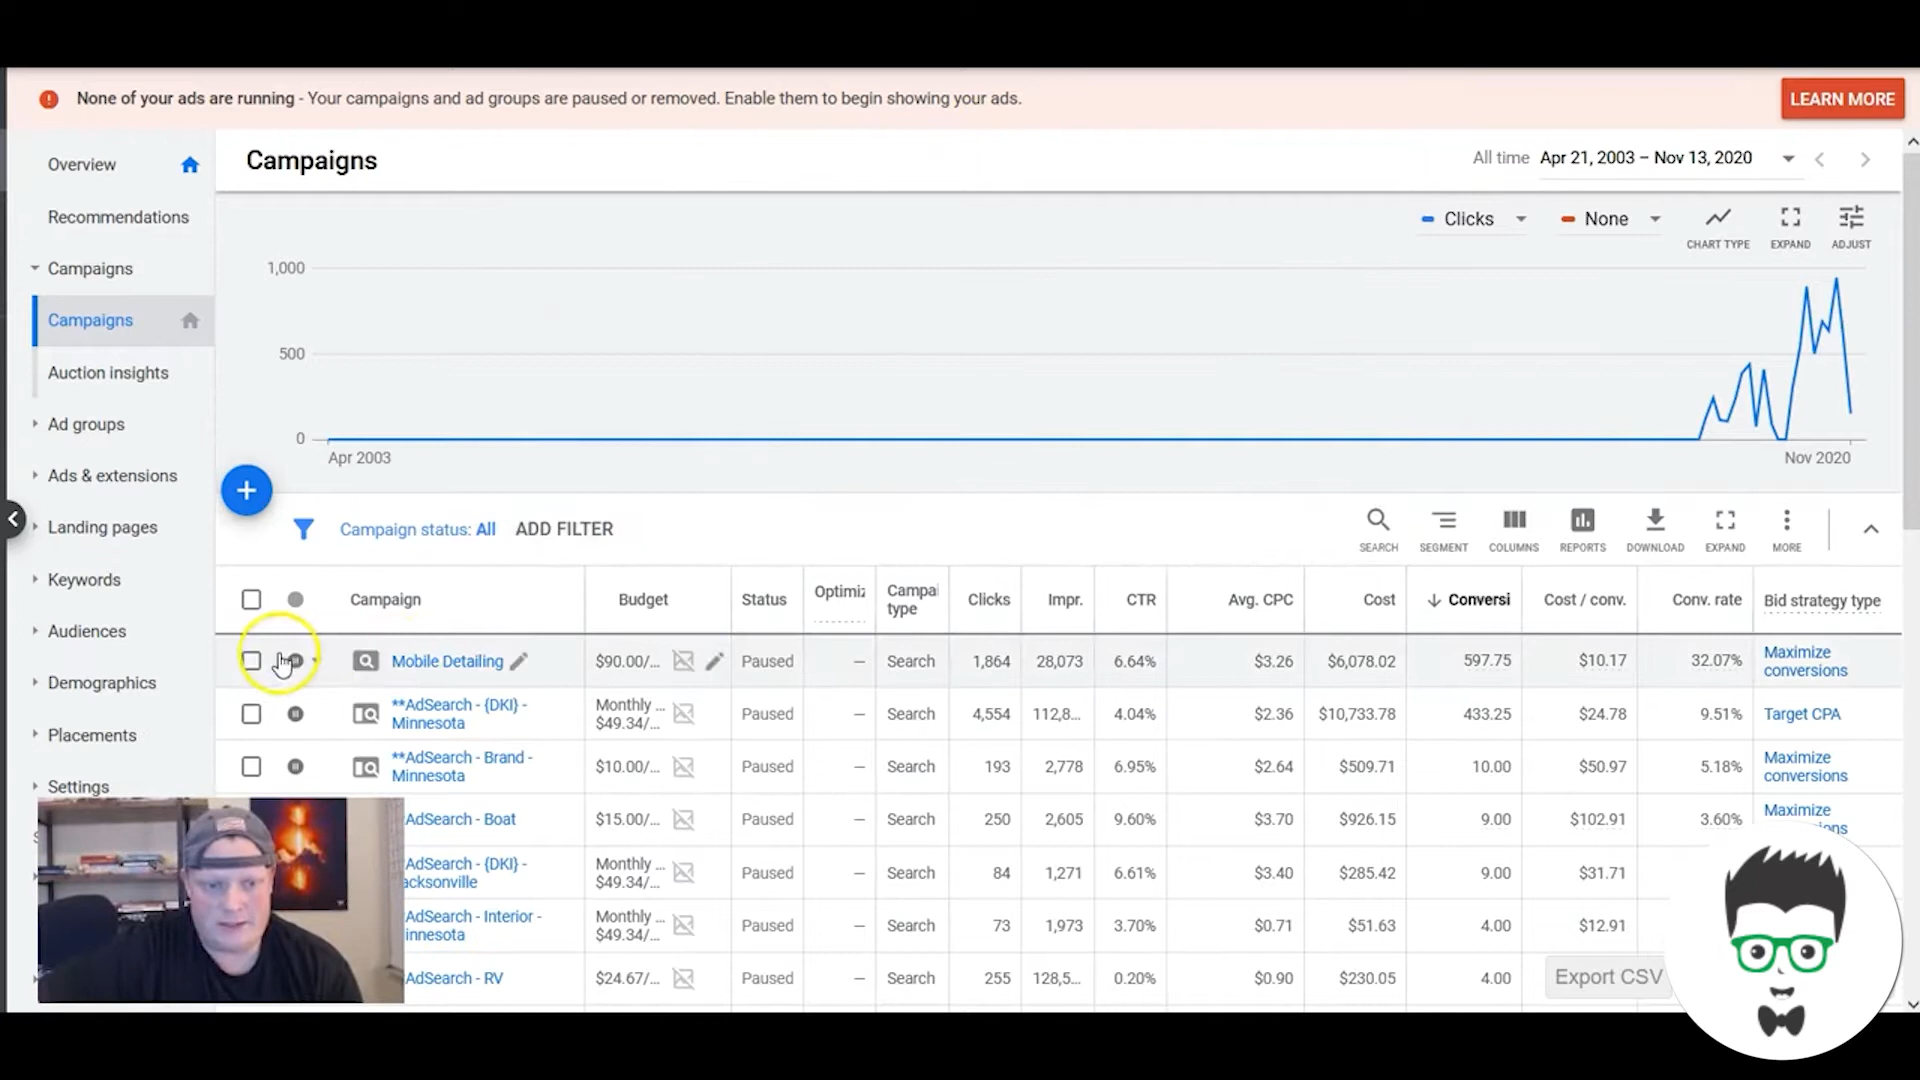 None of your ads are running - Your campaigns and ad groups are paused or removed. Enable them to begin showing your ads.
LEARN MORE
Overview
Recommendations
Campaigns
Campaigns
Auction insights
Ad groups
Ads & extensions
Landing pages
Keywords
Audiences
Demographics
Placements
Settings
Campaigns
All time Apr 21, 2003 – Nov 13, 2020
Clicks
None
CHART TYPE
EXPAND
ADJUST
1,000
500
0
Apr 2003
Nov 2020
Campaign status: All ADD FILTER
SEARCH
SEGMENT
COLUMNS
REPORTS
DOWNLOAD
EXPAND
MORE
Campaign Budget Status Optimiz Campai type Clicks Impr. CTR Avg. CPC Cost Conversi Cost / conv. Conv. rate Bid strategy type
Mobile Detailing $90.00/... Paused — Search 1,864 28,073 6.64% $3.26 $6,078.02 597.75 $10.17 32.07% Maximize conversions
**AdSearch - {DKI} - Minnesota Monthly ... $49.34/... Paused — Search 4,554 112,8... 4.04% $2.36 $10,733.78 433.25 $24.78 9.51% Target CPA
**AdSearch - Brand - Minnesota $10.00/... Paused — Search 193 2,778 6.95% $2.64 $509.71 10.00 $50.97 5.18% Maximize conversions
AdSearch - Boat $15.00/... Paused — Search 250 2,605 9.60% $3.70 $926.15 9.00 $102.91 3.60% Maximize ons
AdSearch - {DKI} - acksonville Monthly ... $49.34/... Paused — Search 84 1,271 6.61% $3.40 $285.42 9.00 $31.71
AdSearch - Interior - innesota Monthly ... $49.34/... Paused — Search 73 1,973 3.70% $0.71 $51.63 4.00 $12.91
AdSearch - RV $24.67/... Paused — Search 255 128,5... 0.20% $0.90 $230.05 4.00
Export CSV